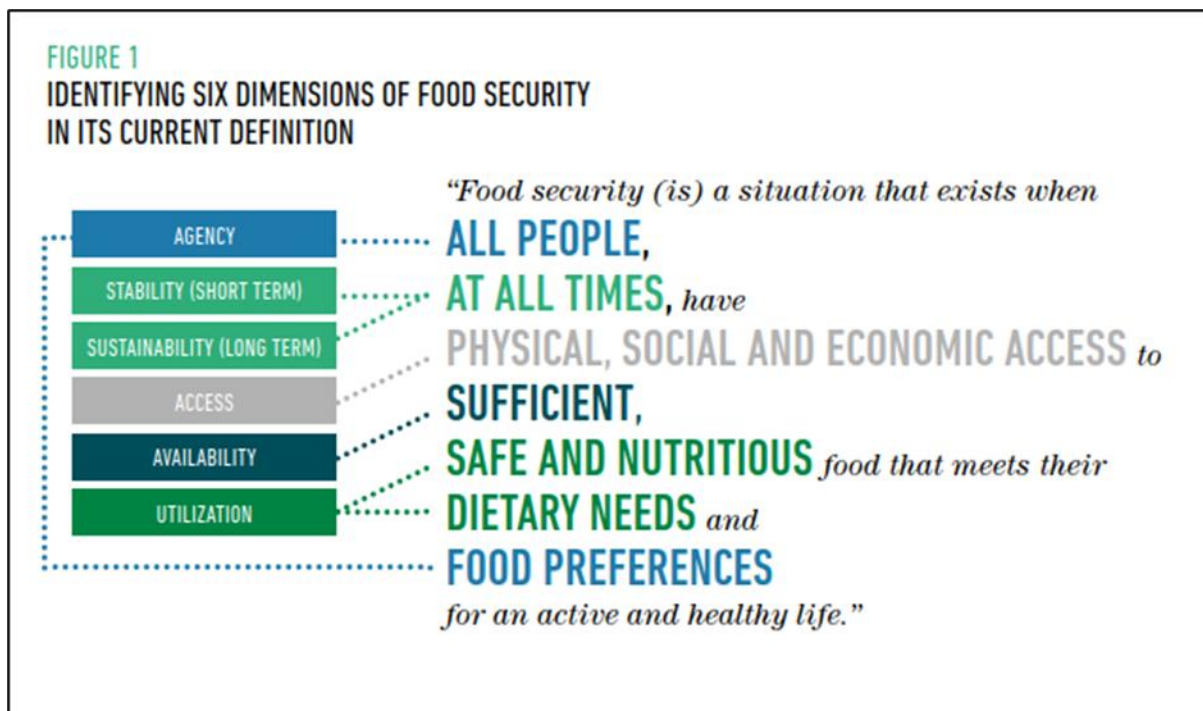 FIGURE 1
IDENTIFYING SIX DIMENSIONS OF FOOD SECURITY
IN ITS CURRENT DEFINITION
AGENCY
STABILITY (SHORT TERM)
SUSTAINABILITY (LONG TERM)
ACCESS
AVAILABILITY
UTILIZATION
“Food security (is) a situation that exists when
ALL PEOPLE,
AT ALL TIMES, have
PHYSICAL, SOCIAL AND ECONOMIC ACCESS to
SUFFICIENT,
SAFE AND NUTRITIOUS food that meets their
DIETARY NEEDS and
FOOD PREFERENCES
for an active and healthy life.”